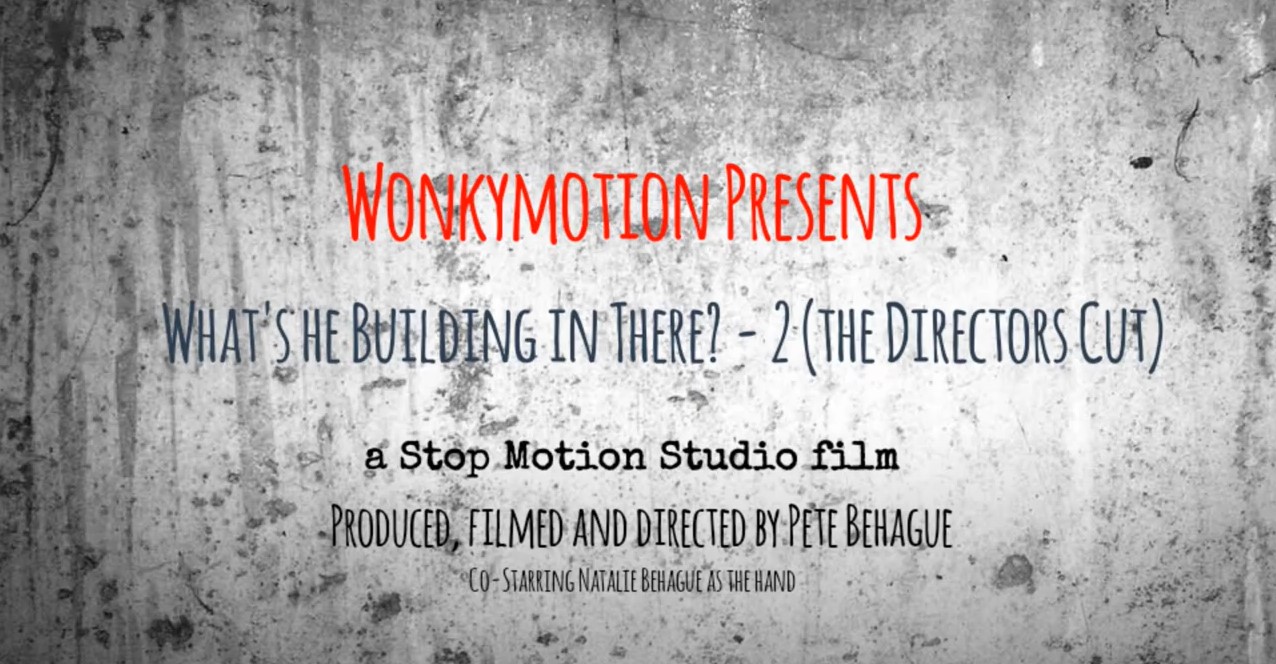 Wonkymotion Presents
What's he Building in There? - 2 (the Directors Cut)
a Stop Motion Studio film
Produced, filmed and directed by Pete Behague
Co-Starring Natalie Behague as the hand